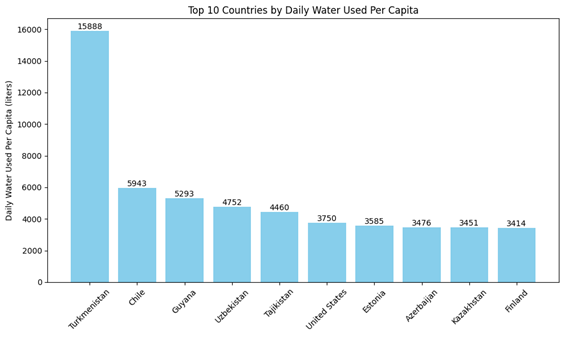 Top 10 Countries by Daily Water Used Per Capita
Daily Water Used Per Capita (liters)
16000
14000
12000
10000
8000
6000
4000
2000
0
15888
5943
5293
4752
4460
3750
3585
3476
3451
3414
Turkmenistan
Chile
Guyana
Uzbekistan
Tajikistan
United States
Estonia
Azerbaijan
Kazakhstan
Finland